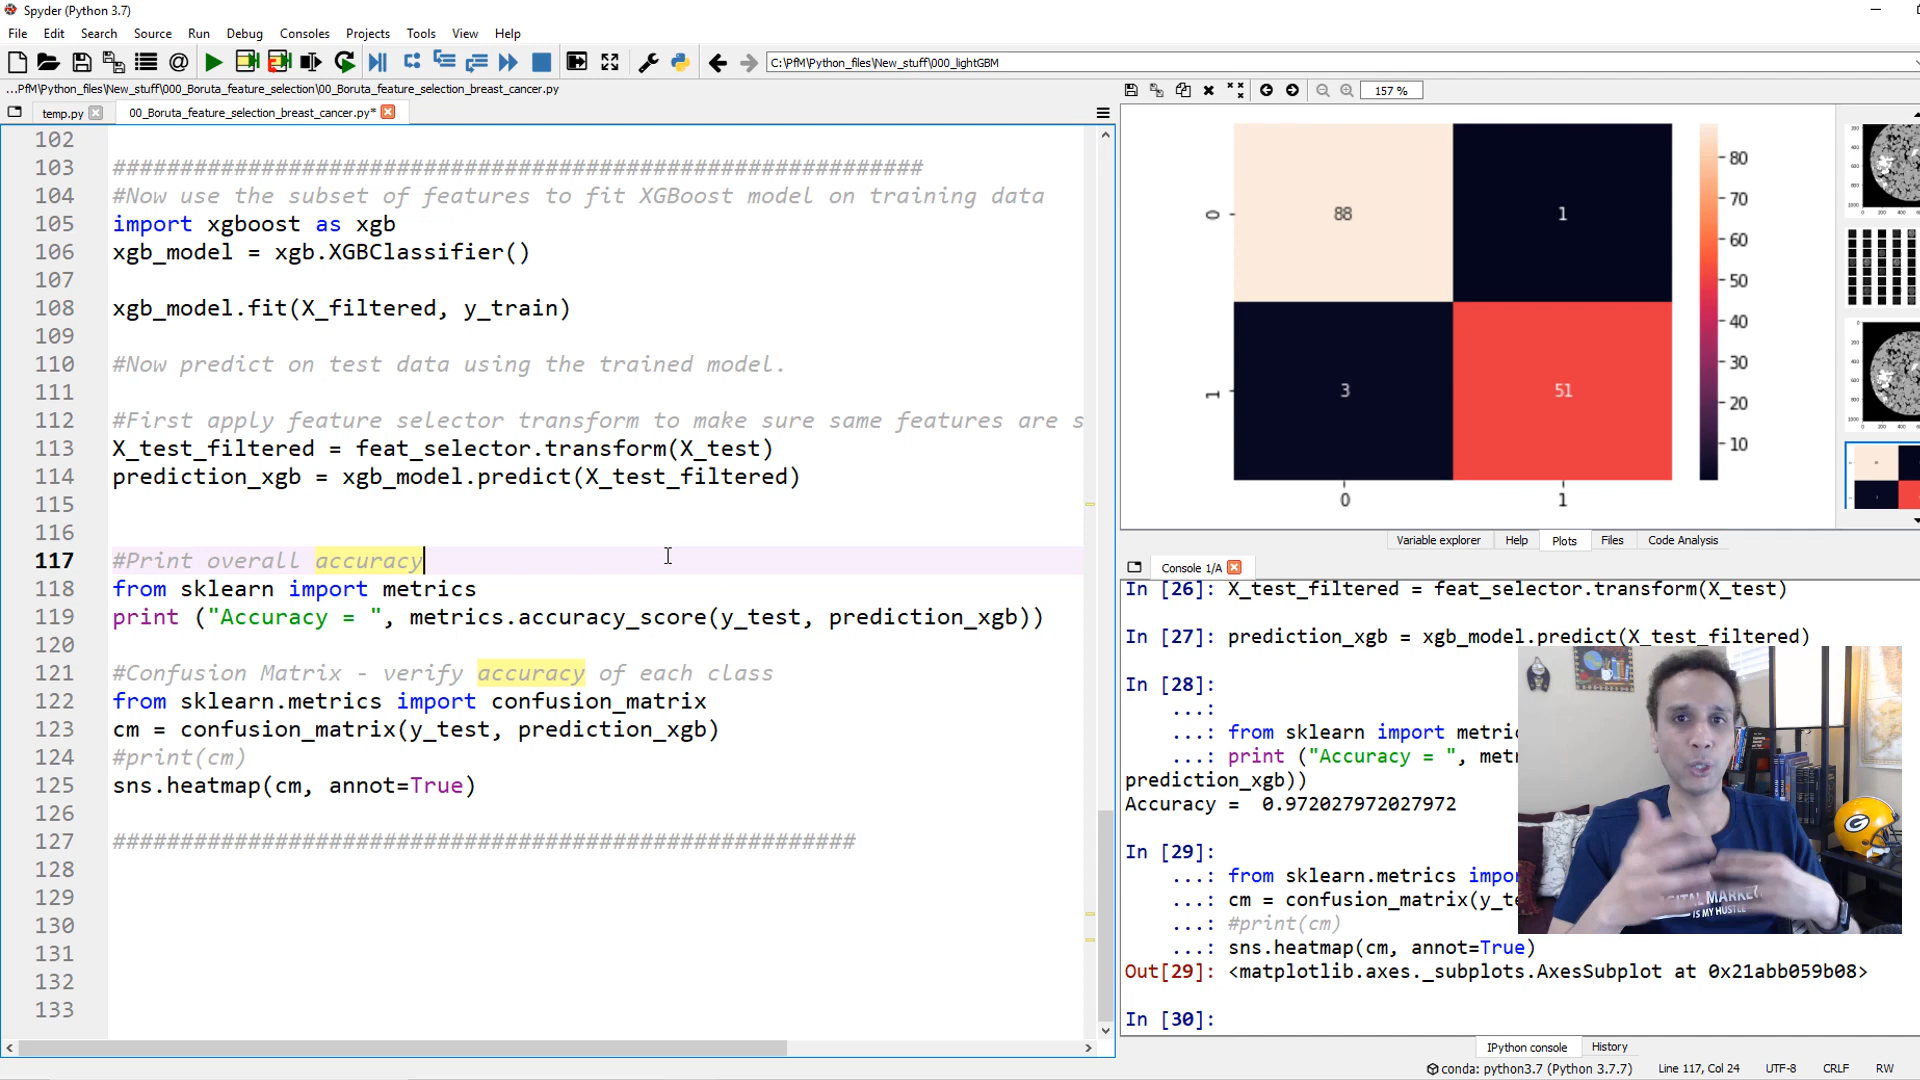 Spyder (Python 3.7)
File Edit Search Source Run Debug Consoles Projects Tools View Help
C:\PfM\Python_files\New_stuff\000_lightGBM
...PfM\Python_files\New_stuff\000_Boruta_feature_selection\00_Boruta_feature_selection_breast_cancer.py
temp.py 00_Boruta_feature_selection_breast_cancer.py*
102
103 ############################################################
104 #Now use the subset of features to fit XGBoost model on training data
105 import xgboost as xgb
106 xgb_model = xgb.XGBClassifier()
107
108 xgb_model.fit(X_filtered, y_train)
109
110 #Now predict on test data using the trained model.
111
112 #First apply feature selector transform to make sure same features are s
113 X_test_filtered = feat_selector.transform(X_test)
114 prediction_xgb = xgb_model.predict(X_test_filtered)
115
116
117 #Print overall accuracy
118 from sklearn import metrics
119 print ("Accuracy = ", metrics.accuracy_score(y_test, prediction_xgb))
120
121 #Confusion Matrix - verify accuracy of each class
122 from sklearn.metrics import confusion_matrix
123 cm = confusion_matrix(y_test, prediction_xgb)
124 #print(cm)
125 sns.heatmap(cm, annot=True)
126
127 #######################################################
128
129
130
131
132
133
157 %
0 88 1
1 3 51
0 1
80
70
60
50
40
30
20
10
Variable explorer Help Plots Files Code Analysis
Console 1/A
In [26]: X_test_filtered = feat_selector.transform(X_test)
In [27]: prediction_xgb = xgb_model.predict(X_test_filtered)
In [28]:
...:
...: from sklearn import metric
...: print ("Accuracy = ", metr
prediction_xgb))
Accuracy =  0.972027972027972
In [29]:
...: from sklearn.metrics impor
...: cm = confusion_matrix(y_te
...: #print(cm)
...: sns.heatmap(cm, annot=True)
Out[29]: <matplotlib.axes._subplots.AxesSubplot at 0x21abb059b08>
In [30]:
IPython console History
conda: python3.7 (Python 3.7.7) Line 117, Col 24 UTF-8 CRLF RW
DIGITAL MARKET
IS MY HUSTLE
G